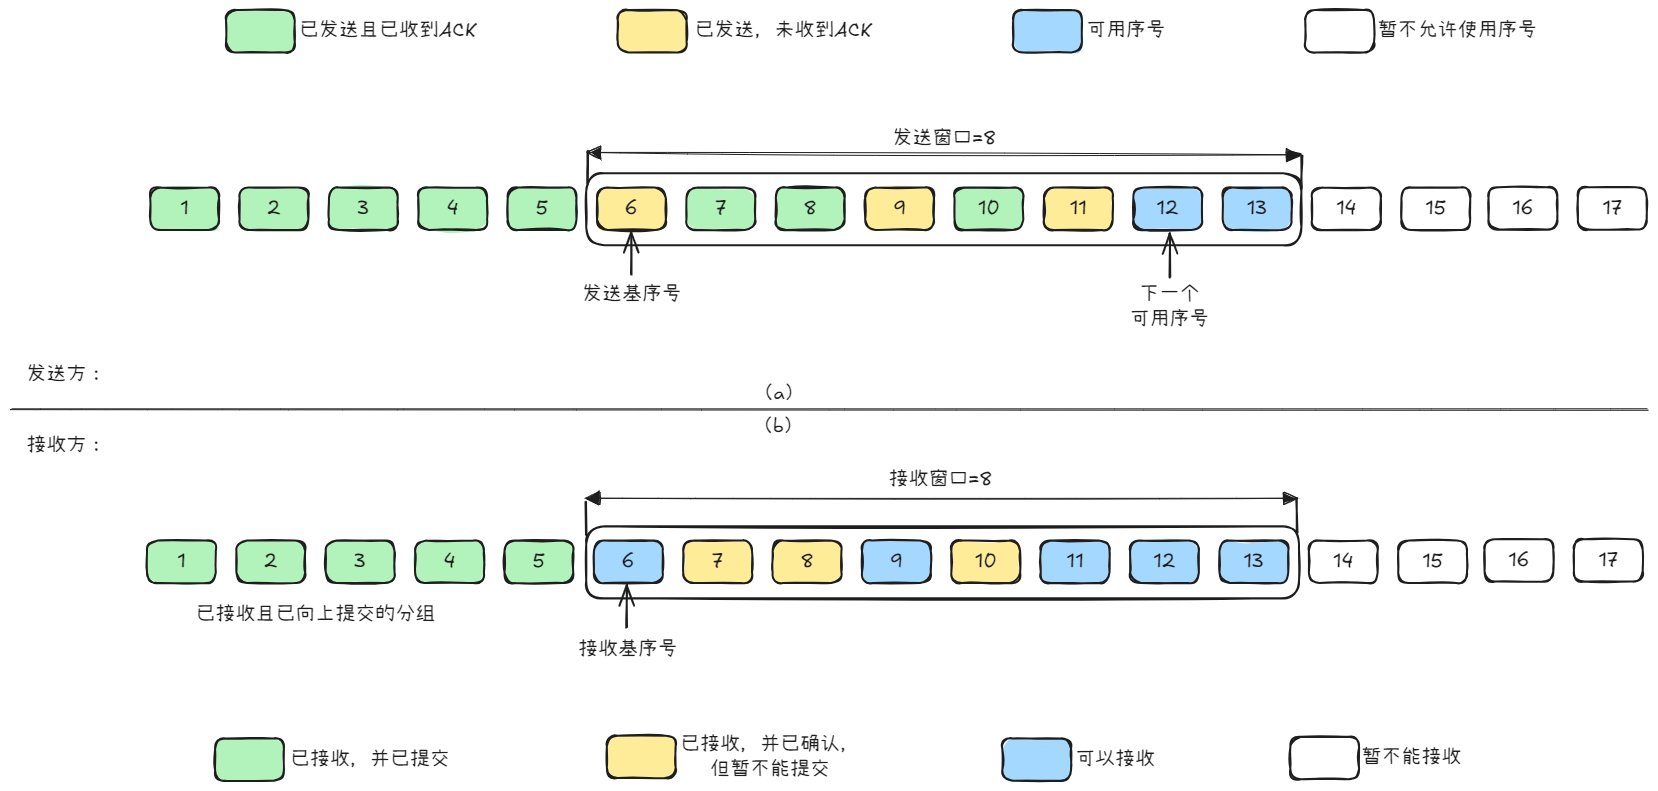 已发送且已收到ACK
已发送，未收到ACK
可用序号
暂不允许使用序号
发送窗口=8
1 2 3 4 5 6 7 8 9 10 11 12 13 14 15 16 17
发送基序号
下一个
可用序号
发送方：
（a）
（b）
接收方：
接收窗口=8
1 2 3 4 5 6 7 8 9 10 11 12 13 14 15 16 17
已接收且已向上提交的分组
接收基序号
已接收，并已提交
已接收，并已确认，
但暂不能提交
可以接收
暂不能接收